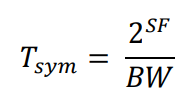 T_sym = 2^SF / BW